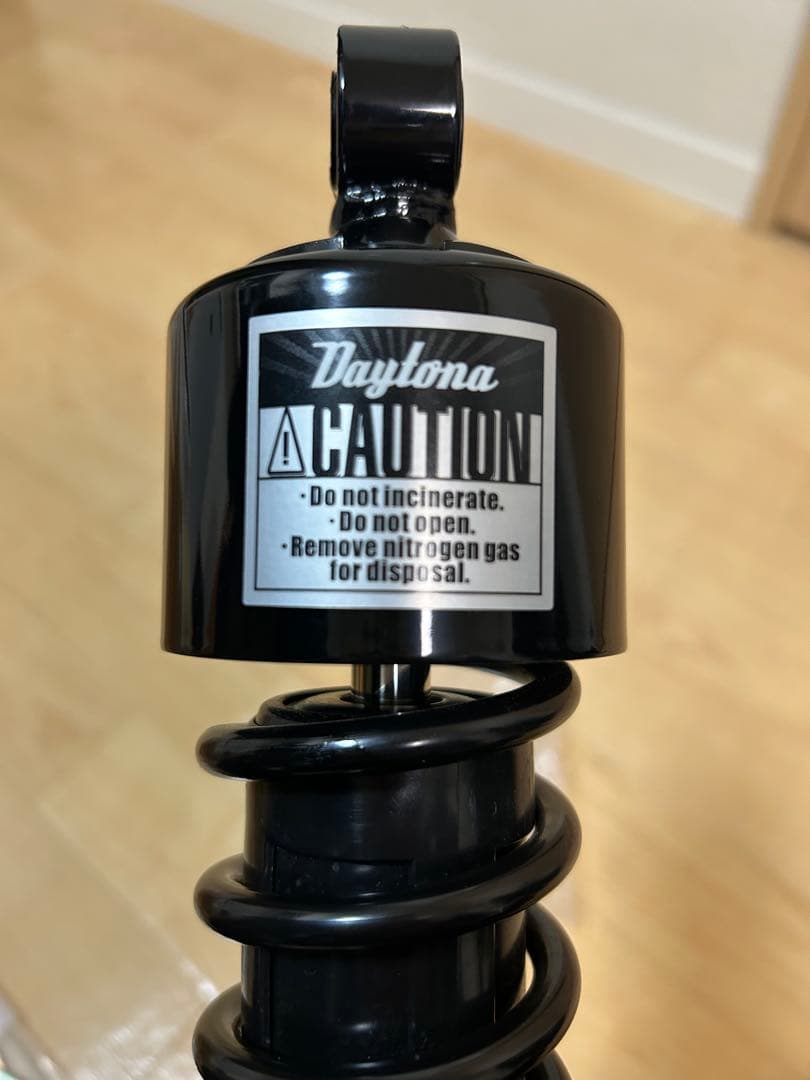 Daytona
CAUTION
·Do not incinerate.
·Do not open.
·Remove nitrogen gas
for disposal.